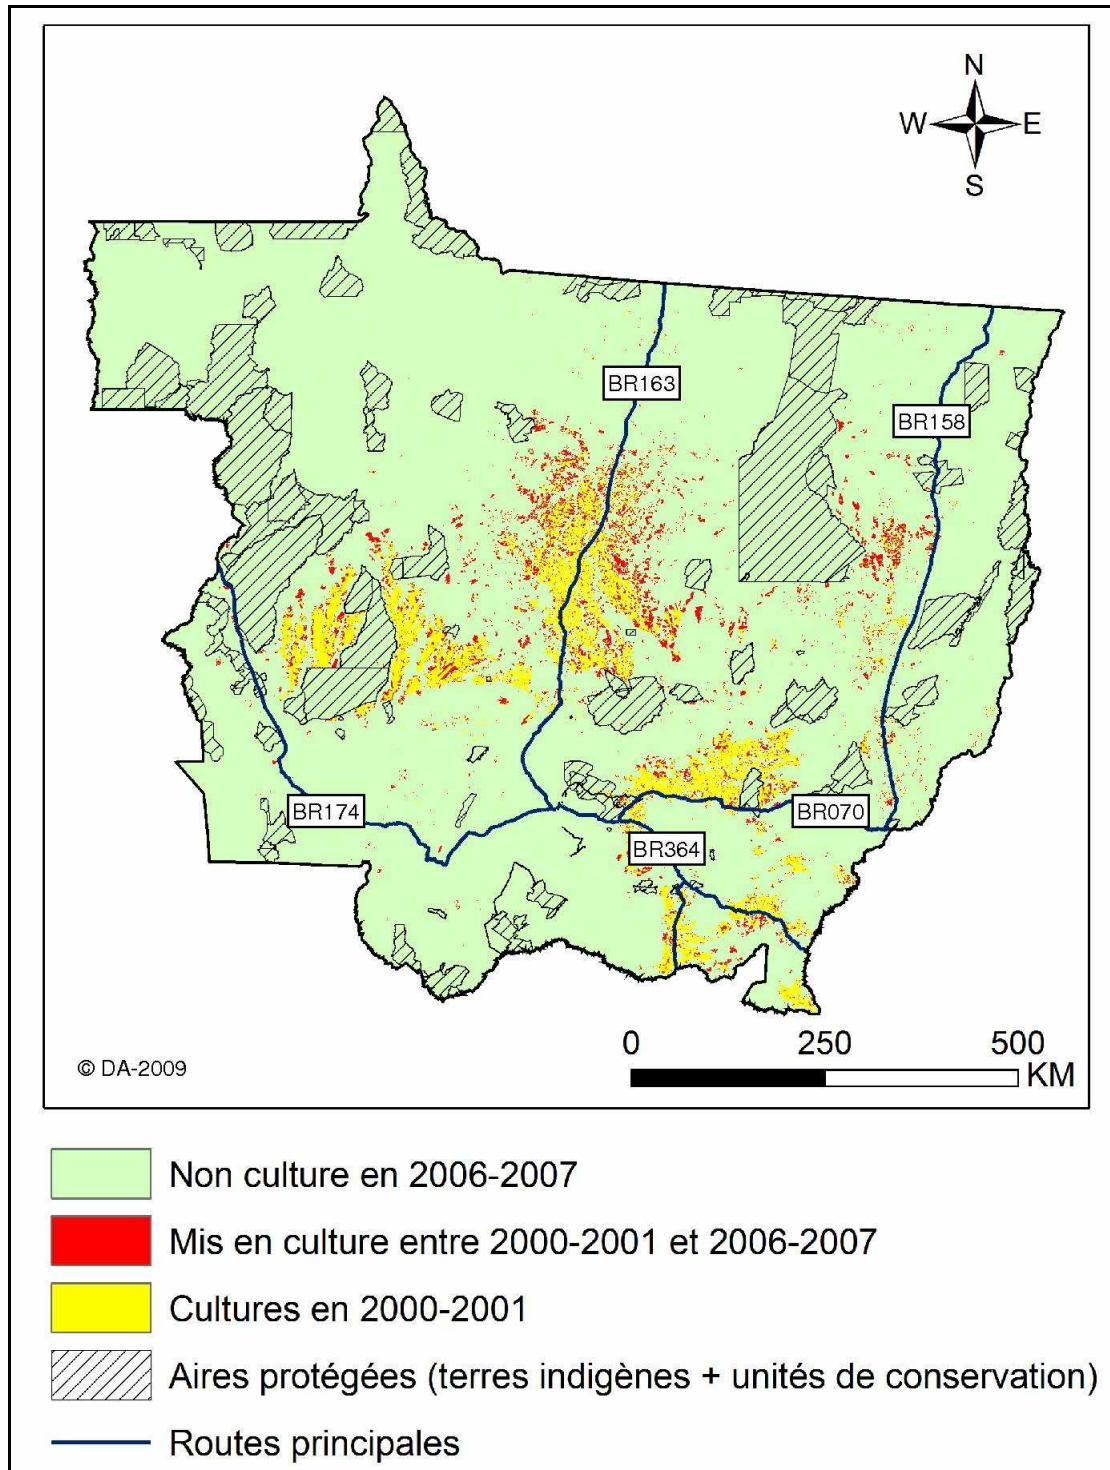 N
W E
S
BR163
BR158
BR174
BR070
BR364
0 250 500
KM
© DA-2009
Non culture en 2006-2007
Mis en culture entre 2000-2001 et 2006-2007
Cultures en 2000-2001
Aires protégées (terres indigènes + unités de conservation)
Routes principales